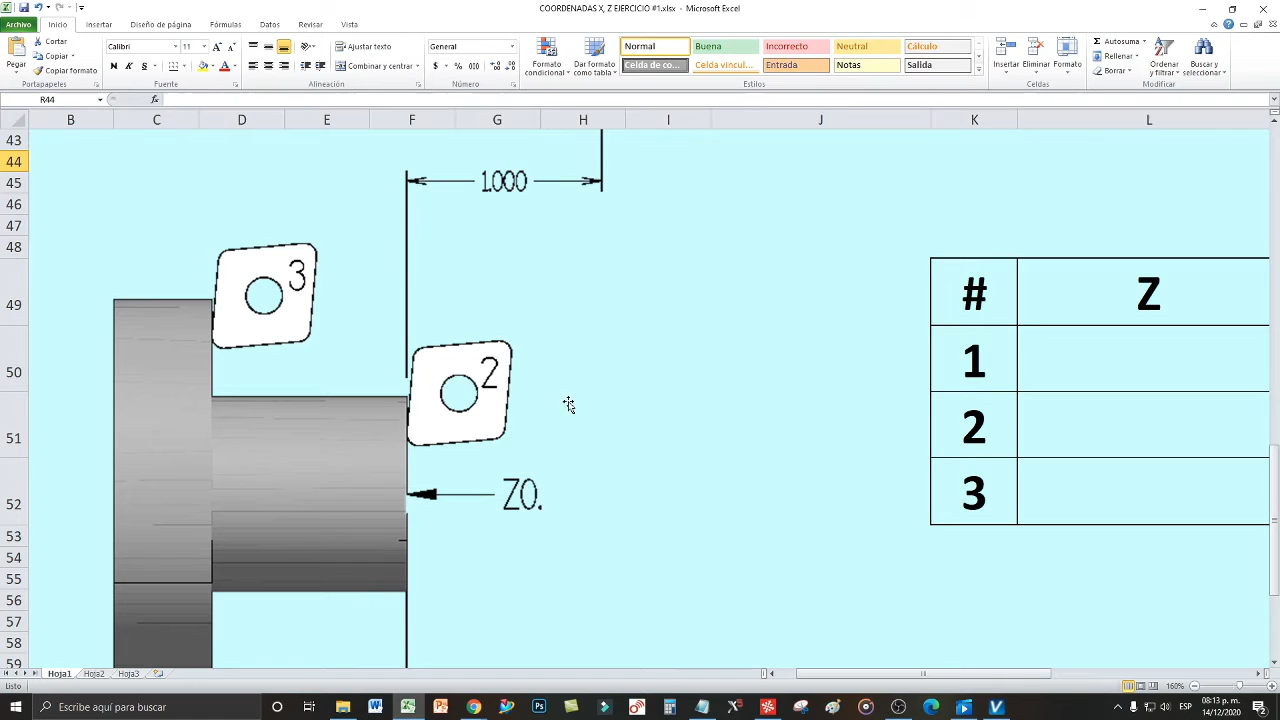 COORDENADAS X, Z EJERCICIO #1.xlsx - Microsoft Excel
Archivo Inicio Insertar Diseño de página Fórmulas Datos Revisar Vista
Cortar
Copiar
Copiar formato
Pegar
Portapapeles
Calibri 11
N K S
Fuente
Ajustar texto
Combinar y centrar
Alineación
General
$ % 000
Número
Formato condicional
Dar formato como tabla
Normal Buena Incorrecto Neutral Cálculo
Celda de co... Celda vincul... Entrada Notas Salida
Estilos
Insertar Eliminar Formato
Celdas
Autosuma
Rellenar
Borrar
Ordenar y filtrar
Buscar y seleccionar
Modificar
R44 fx
B C D E F G H I J K L
43
44
45
46
47
48
49
50
51
52
53
54
55
56
57
58
59
1.000
3
2
Z0.
# Z
1
2
3
Hoja1 Hoja2 Hoja3
Listo
160%
Escribe aquí para buscar
ESP
08:13 p. m.
14/12/2020
2